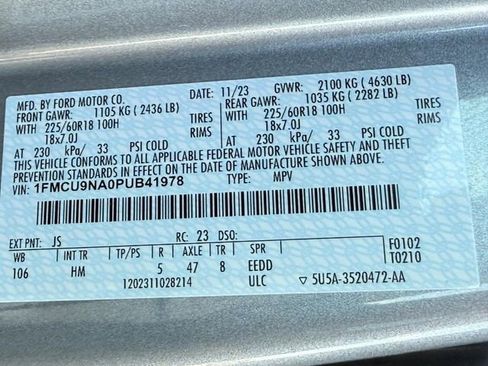 MFD. BY FORD MOTOR CO.
DATE: 11/23 GVWR: 2100 KG ( 4630 LB)
FRONT GAWR: 1105 KG ( 2436 LB) REAR GAWR: 1035 KG ( 2282 LB)
WITH 225/60R18 100H TIRES WITH 225/60R18 100H TIRES
18x7.0J RIMS 18x7.0J RIMS
AT 230 kPa/ 33 PSI COLD AT 230 kPa/ 33 PSI COLD
THIS VEHICLE CONFORMS TO ALL APPLICABLE FEDERAL MOTOR VEHICLE SAFETY AND THEFT
PREVENTION STANDARDS IN EFFECT ON THE DATE OF MANUFACTURE SHOWN ABOVE.
VIN: 1FMCU9NA0PUB41978 TYPE: MPV
EXT PNT: JS RC: 23 DSO:
WB INT TR TP/PS R AXLE TR SPR F0102
106 HM 5 47 8 EEDD T0210
12023110282​14 ULC ▽ 5U5A-3520472-AA